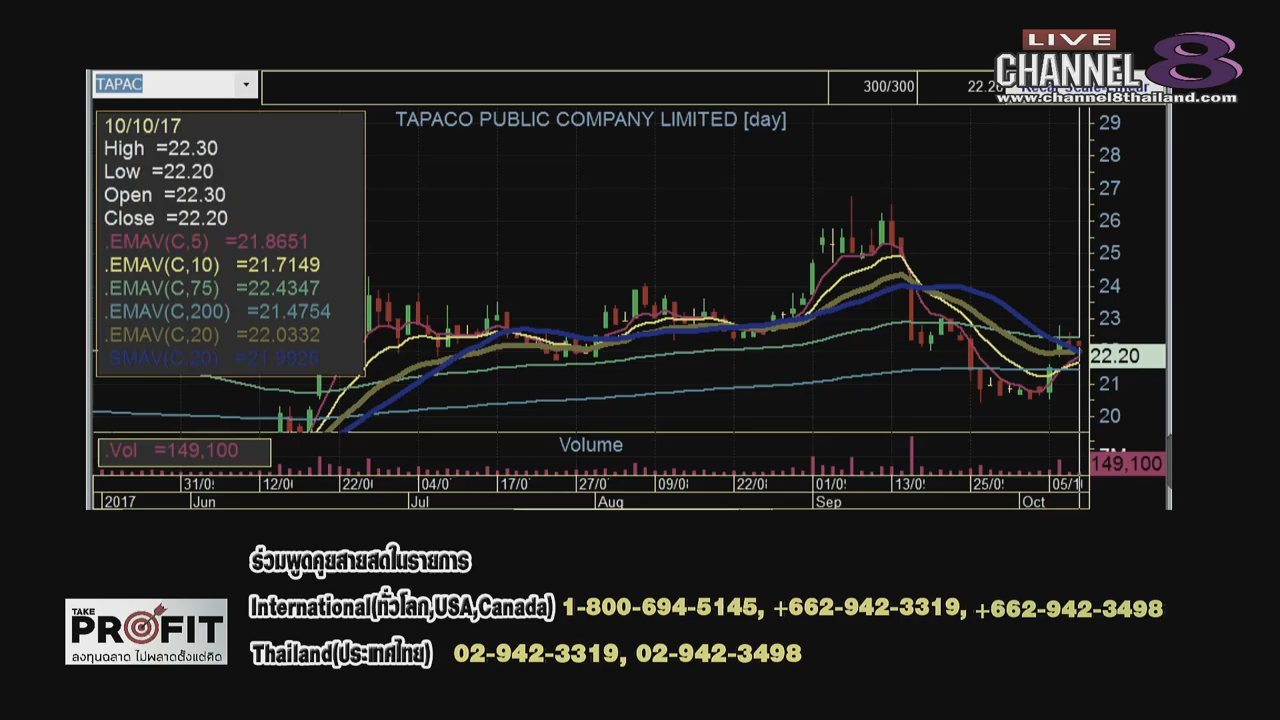 LIVE
CHANNEL 8
www.channel8thailand.com
TAPAC
300/300
TAPACO PUBLIC COMPANY LIMITED [day]
10/10/17
High =22.30
Low =22.20
Open =22.30
Close =22.20
.EMAV(C,5) =21.8651
.EMAV(C,10) =21.7149
.EMAV(C,75) =22.4347
.EMAV(C,200) =21.4754
.EMAV(C,20) =22.0332
.SMAV(C,20) =21.9925
29
28
27
26
25
24
23
22.20
21
20
.Vol =149,100
Volume
149,100
31/0
12/0
22/0
04/0
17/0
27/0
09/0
22/0
01/0
13/0
25/0
05/1
2017
Jun
Jul
Aug
Sep
Oct
ร่วมพูดคุยสายสดในรายการ
International(ทั่วโลก,USA,Canada) 1-800-694-5145, +662-942-3319, +662-942-3498
Thailand(ประเทศไทย) 02-942-3319, 02-942-3498
TAKE
PROFIT
ลงทุนฉลาด ไม่พลาดตั้งแต่คิด